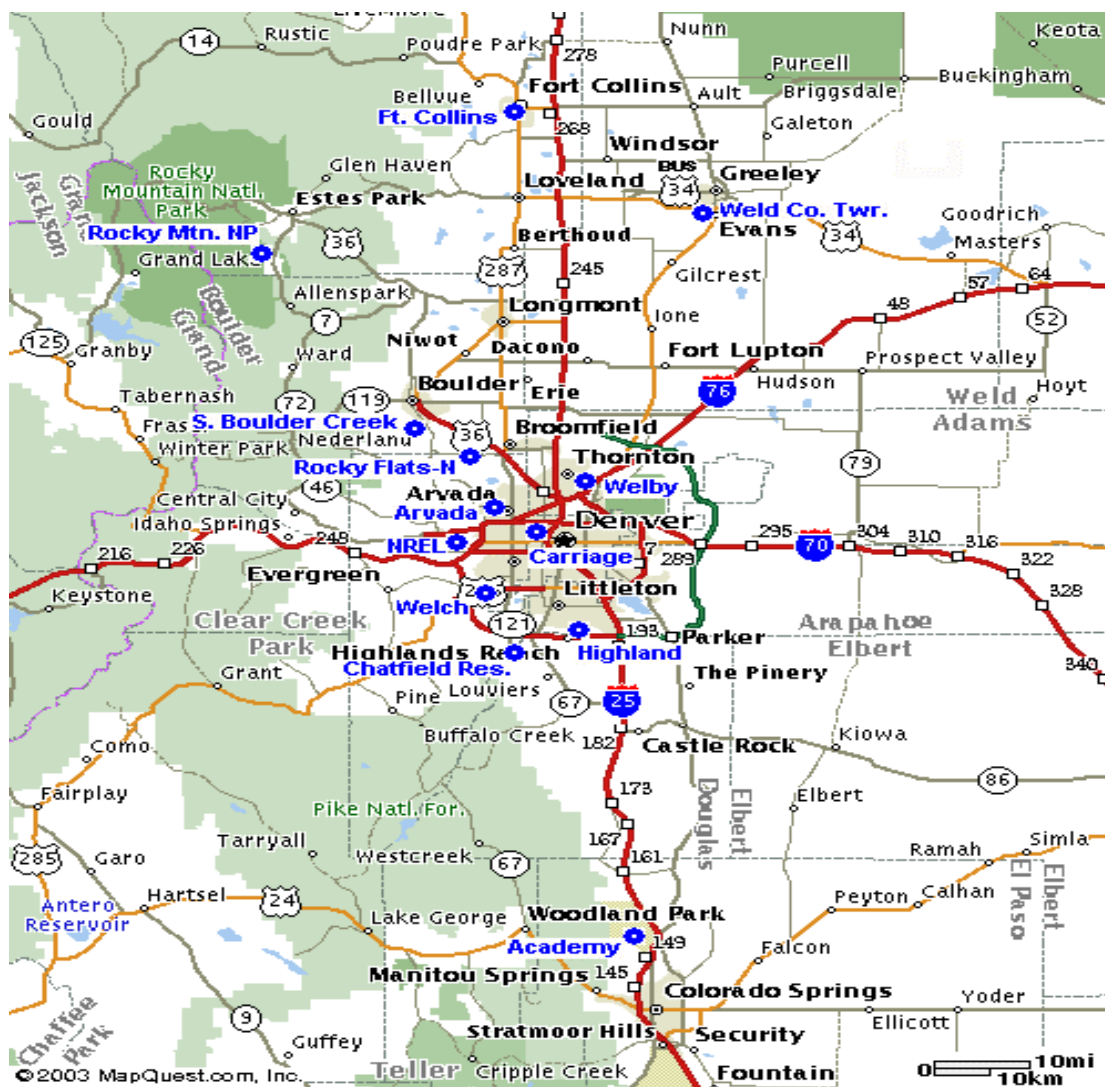 Livermore
14
Rustic
Poudre Park
278
Nunn
Keota
Purcell
Buckingham
Fort Collins
Bellvue
Ault
Briggsdale
Ft. Collins
Gould
268
Galeton
Windsor
Glen Haven
BUS
34
Greeley
Loveland
Rocky
Mountain Natl.
Park
Estes Park
Jackson
Grand
Weld Co. Twr.
Evans
Goodrich
34
Masters
Rocky Mtn. NP
36
Berthoud
Grand Lake
287
245
Gilcrest
64
57
48
Allenspark
Longmont
Boulder
Grand
7
Ione
52
125
Granby
Niwot
Dacono
Fort Lupton
Prospect Valley
Ward
Boulder
Erie
76
Hudson
Hoyt
Tabernash
72
119
Weld
Adams
S. Boulder Creek
36
Broomfield
Nederland
Winter Park
Rocky Flats-N
Thornton
79
46
Arvada
Welby
Central City
Arvada
Idaho Springs
Denver
248
NREL
Carriage
7
289
295
70
304
310
316
322
328
340
216
226
Evergreen
Littleton
Keystone
Welch
Clear Creek
Park
121
193
Parker
Arapahoe
Elbert
Highlands Ranch
Highland
Chatfield Res.
Grant
Louviers
The Pinery
Pine
67
25
Buffalo Creek
182
Castle Rock
Kiowa
Como
86
Fairplay
173
Douglas
Elbert
Elbert
Pike Natl. For.
167
Tarryall
Westcreek
67
161
Simla
285
Garo
Ramah
Elbert
El Paso
Hartsel
24
Peyton
Calhan
Antero
Reservoir
Lake George
Woodland Park
Academy
149
Falcon
Manitou Springs
145
Colorado Springs
Yoder
Chaffee
Park
9
Ellicott
Stratmoor Hills
Security
Guffey
Teller
Cripple Creek
Fountain
10mi
0
10km
©2003 MapQuest.com, Inc.